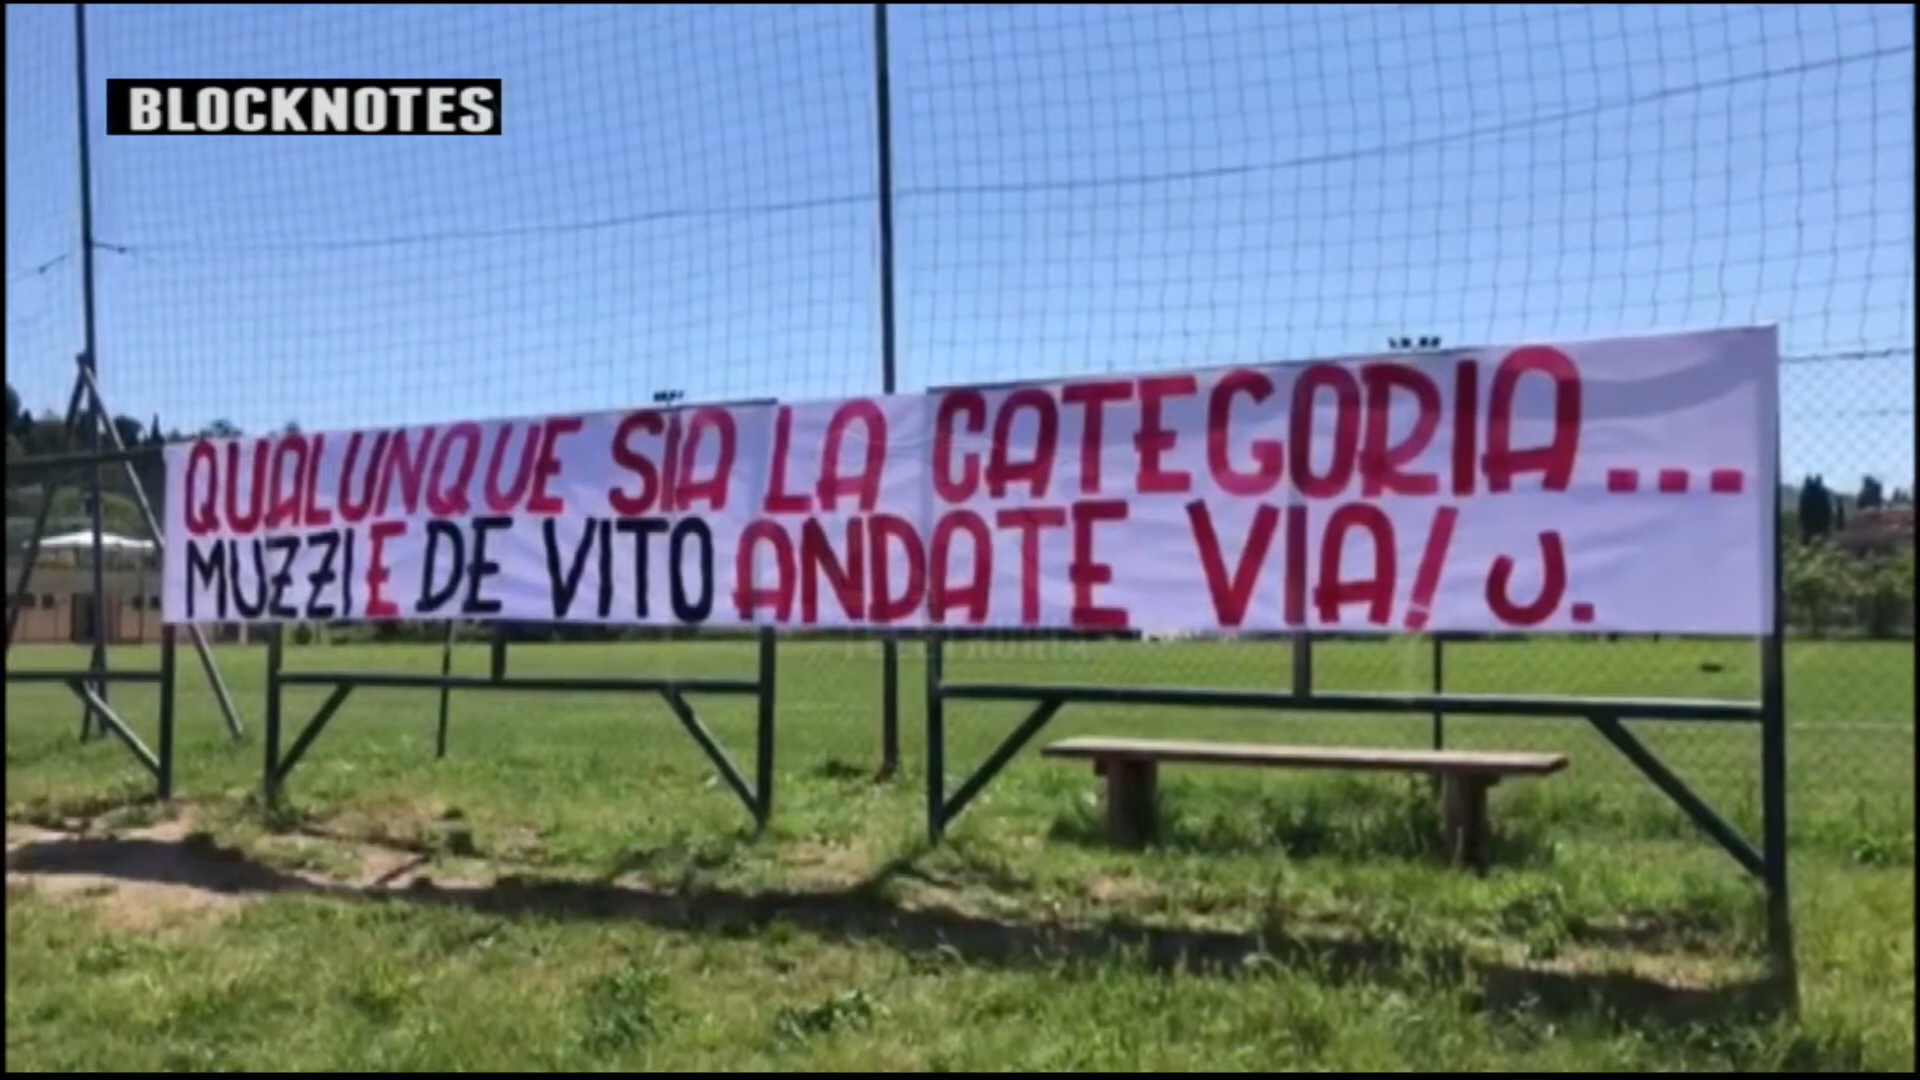 BLOCKNOTES
QUALUNQUE SIA LA CATEGORIA...
MUZZI E DE VITO ANDATE VIA! J.